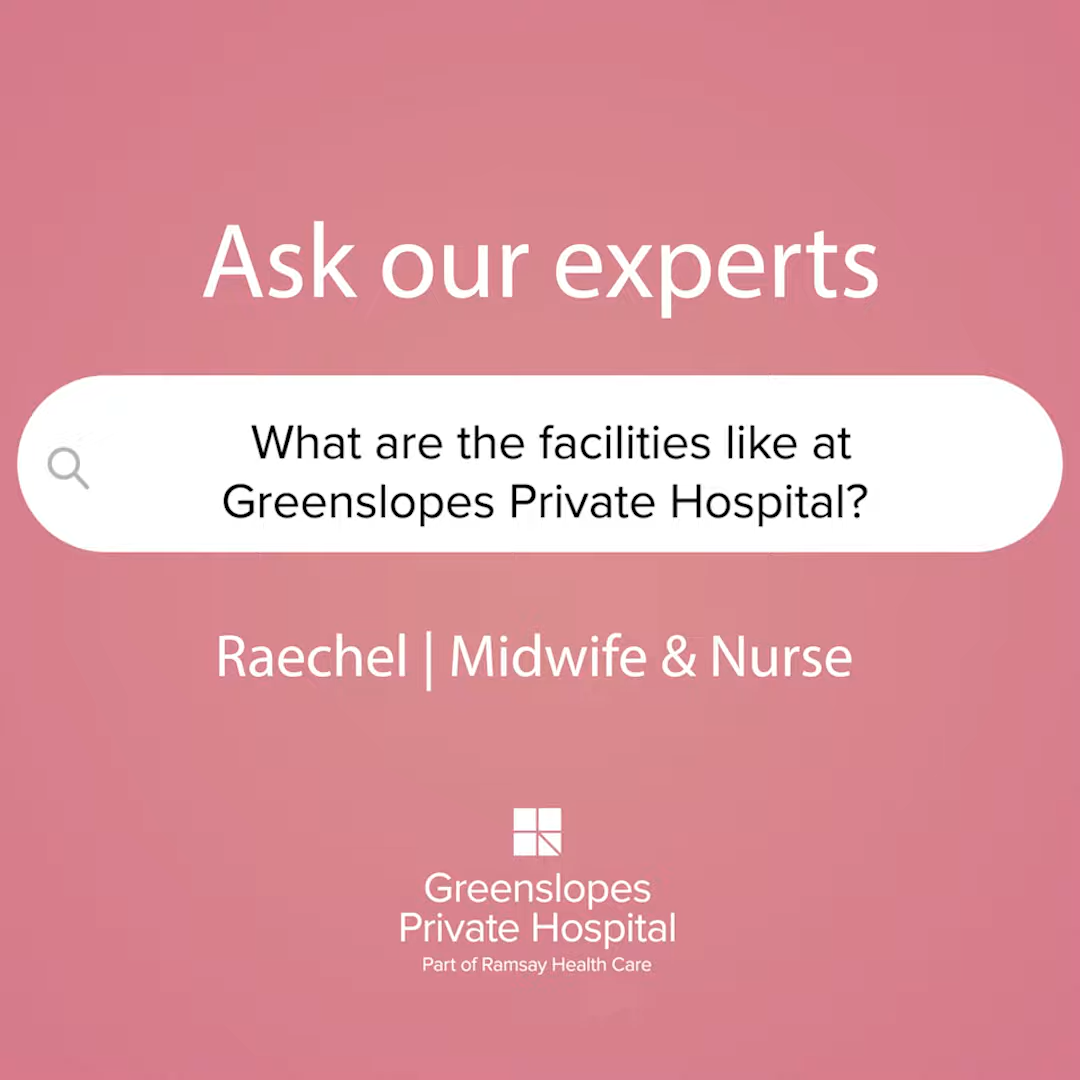 Ask our experts
What are the facilities like at
Greenslopes Private Hospital?
Raechel | Midwife & Nurse
Greenslopes
Private Hospital
Part of Ramsay Health Care